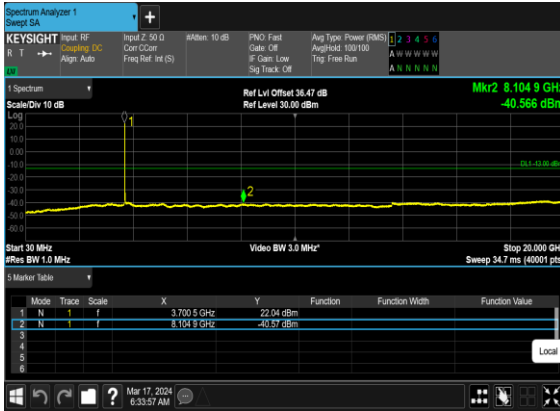 Spectrum Analyzer 1
Swept SA
+
KEYSIGHT Input: RF Input Z: 50 Ω #Atten: 10 dB PNO: Fast Avg Type: Power (RMS) 1 2 3 4 5 6
R T Coupling: DC Corr CCorr Gate: Off Avg|Hold: 100/100 A W W W W W
Align: Auto Freq Ref: Int (S) IF Gain: Low Trig: Free Run
Sig Track: Off A N N N N N
1 Spectrum
Ref Lvl Offset 36.47 dB Mkr2 8.104 9 GHz
Scale/Div 10 dB Ref Level 30.00 dBm -40.566 dBm
Log
20.0
10.0
0.00
-10.0
DL1 -13.00 dBm
-20.0
-30.0
-40.0
-50.0
-60.0
1
2
Start 30 MHz Video BW 3.0 MHz* Stop 20.000 GHz
#Res BW 1.0 MHz Sweep 34.7 ms (40001 pts)
5 Marker Table
Mode Trace Scale X Y Function Function Width Function Value
1 N 1 f 3.700 5 GHz 22.04 dBm
2 N 1 f 8.104 9 GHz -40.57 dBm
3
4
5
6
Local
? Mar 17, 2024
6:33:57 AM